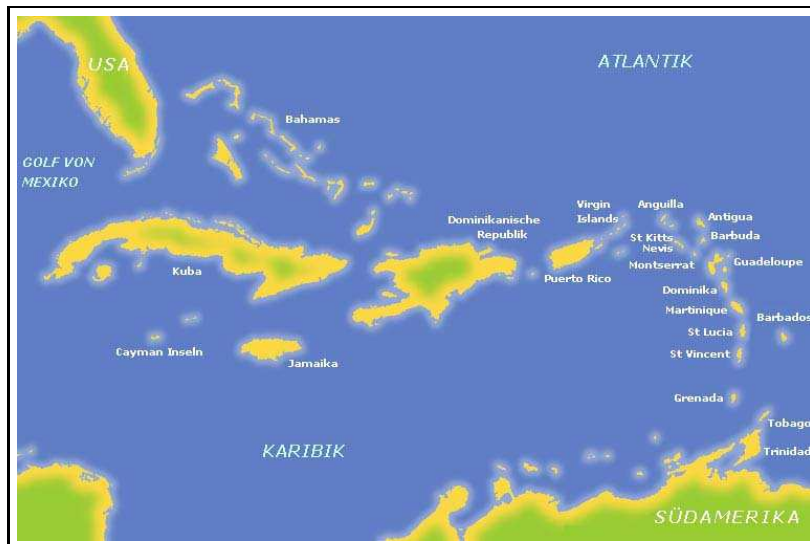 USA
ATLANTIK
Bahamas
GOLF VON
MEXIKO
Virgin
Islands
Anguilla
Antigua
Dominikanische
Republik
St Kitts
Nevis
Barbuda
Kuba
Puerto Rico
Montserrat
Guadeloupe
Dominika
Martinique
Barbados
St Lucia
Cayman Inseln
Jamaika
St Vincent
Grenada
Tobago
KARIBIK
Trinidad
SÜDAMERIKA